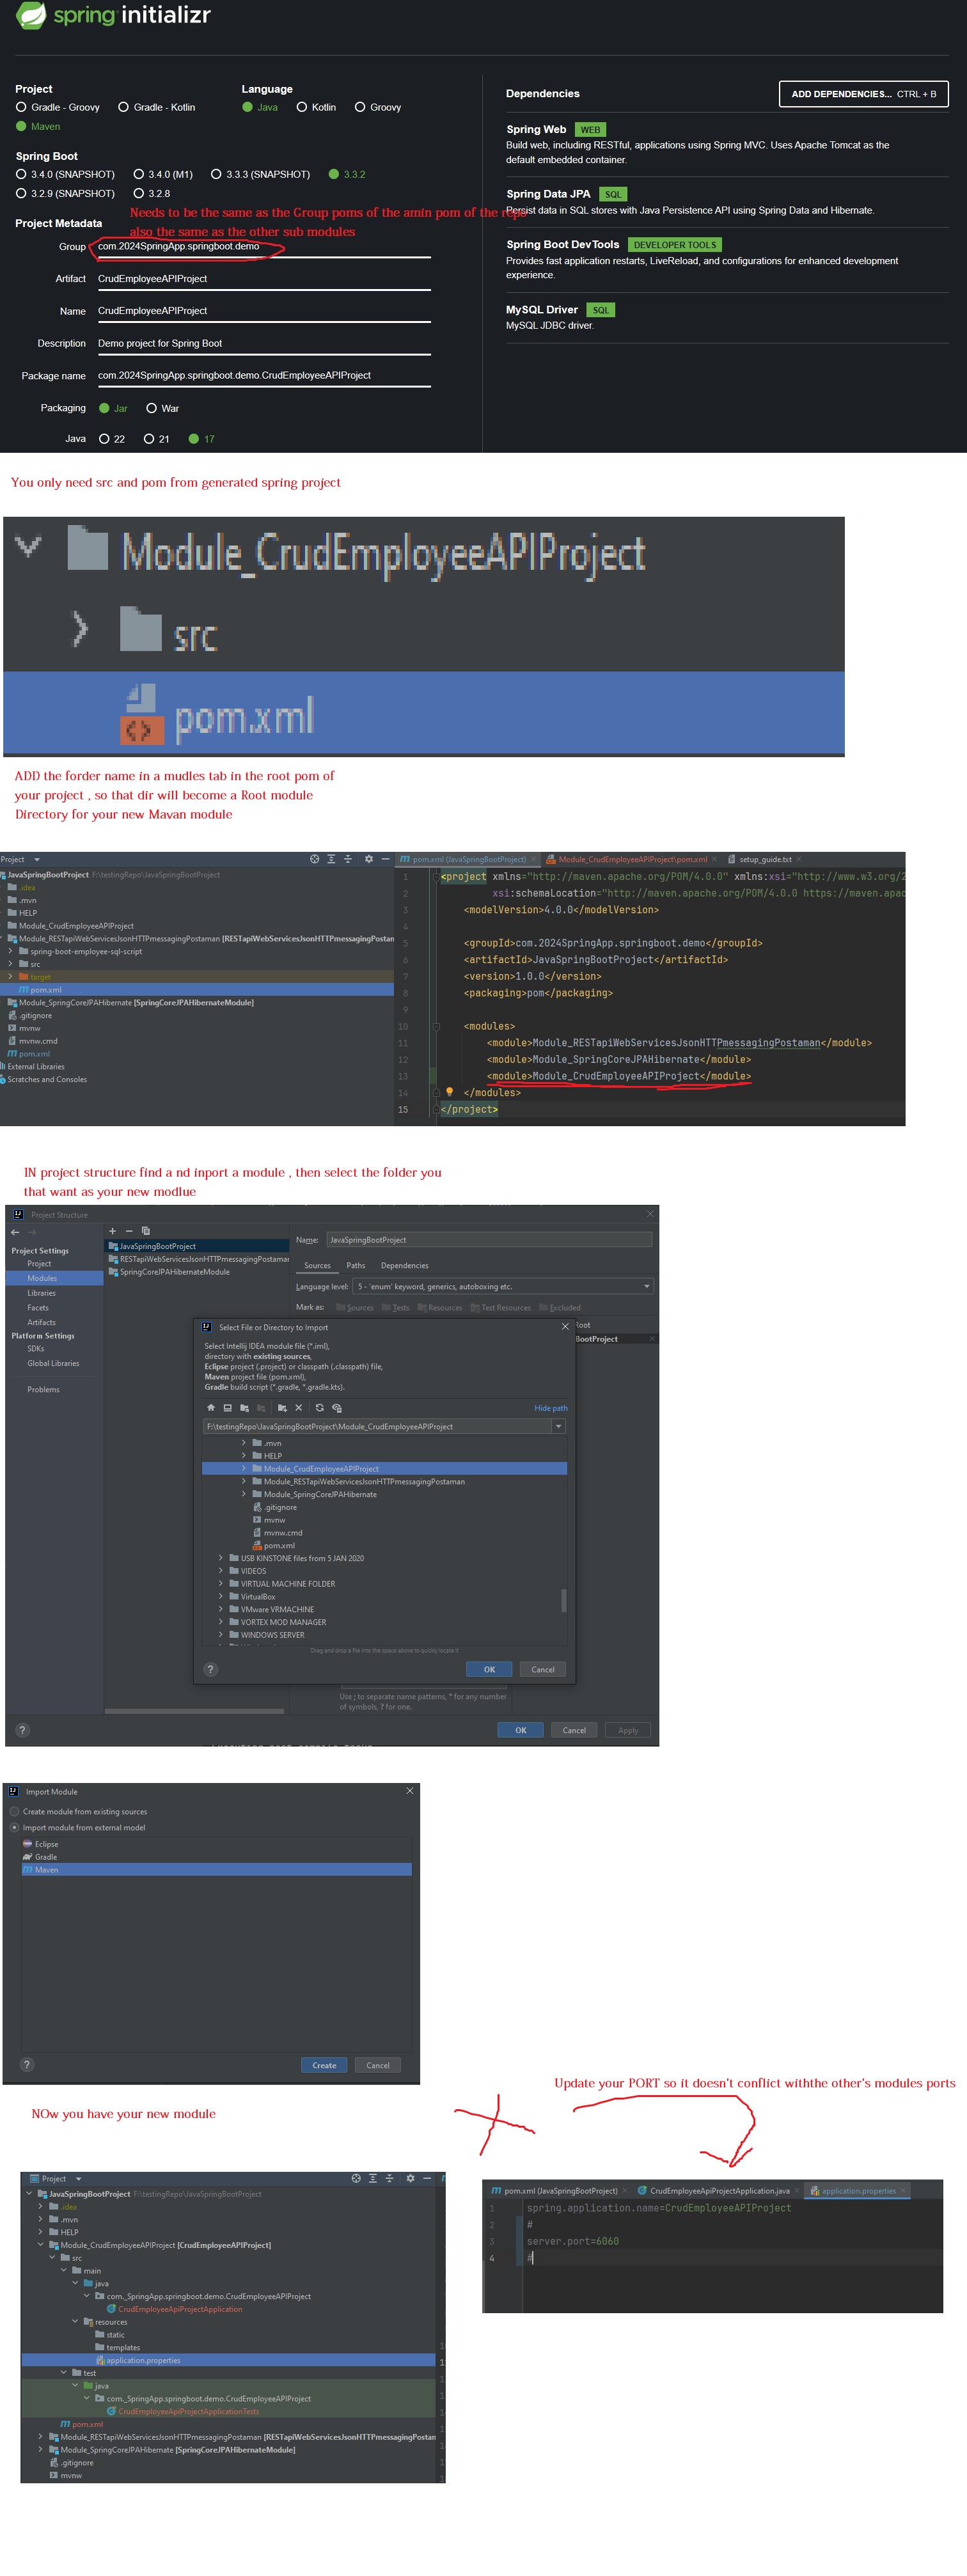 spring initializr
Project
Gradle - Groovy Gradle - Kotlin
Maven
Language
Java Kotlin Groovy
Spring Boot
3.4.0 (SNAPSHOT) 3.4.0 (M1) 3.3.3 (SNAPSHOT) 3.3.2
3.2.9 (SNAPSHOT) 3.2.8
Needs to be the same as the Group poms of the amin pom of the repo
also the same as the other sub modules
Project Metadata
Group com.2024SpringApp.springboot.demo
Artifact CrudEmployeeAPIProject
Name CrudEmployeeAPIProject
Description Demo project for Spring Boot
Package name com.2024SpringApp.springboot.demo.CrudEmployeeAPIProject
Packaging Jar War
Java 22 21 17
Dependencies ADD DEPENDENCIES... CTRL + B
Spring Web WEB
Build web, including RESTful, applications using Spring MVC. Uses Apache Tomcat as the
default embedded container.
Spring Data JPA SQL
Persist data in SQL stores with Java Persistence API using Spring Data and Hibernate.
Spring Boot DevTools DEVELOPER TOOLS
Provides fast application restarts, LiveReload, and configurations for enhanced development
experience.
MySQL Driver SQL
MySQL JDBC driver.
You only need src and pom from generated spring project
Module_CrudEmployeeAPIProject
src
pom.xml
ADD the forder name in a mudles tab in the root pom of
your project , so that dir will become a Root module
Directory for your new Mavan module
Project
JavaSpringBootProject F:\testingRepo\JavaSpringBootProject
.idea
.mvn
HELP
Module_CrudEmployeeAPIProject
Module_RESTapiWebServicesJsonHTTPmessagingPostaman [RESTapiWebServicesJsonHTTPmessagingPostaman
spring-boot-employee-sql-script
src
target
pom.xml
Module_SpringCoreJPAHibernate [SpringCoreJPAHibernateModule]
.gitignore
mvnw
mvnw.cmd
pom.xml
External Libraries
Scratches and Consoles
pom.xml (JavaSpringBootProject) Module_CrudEmployeeAPIProject\pom.xml setup_guide.txt
1 <project xmlns="http://maven.apache.org/POM/4.0.0" xmlns:xsi="http://www.w3.org/2
2 xsi:schemaLocation="http://maven.apache.org/POM/4.0.0 https://maven.apac
3 <modelVersion>4.0.0</modelVersion>
4
5 <groupId>com.2024SpringApp.springboot.demo</groupId>
6 <artifactId>JavaSpringBootProject</artifactId>
7 <version>1.0.0</version>
8 <packaging>pom</packaging>
9
10 <modules>
11 <module>Module_RESTapiWebServicesJsonHTTPmessagingPostaman</module>
12 <module>Module_SpringCoreJPAHibernate</module>
13 <module>Module_CrudEmployeeAPIProject</module>
14 </modules>
15 </project>
IN project structure find a nd inport a module , then select the folder you
that want as your new modlue
Project Structure
Project Settings
Project
Modules
Libraries
Facets
Artifacts
Platform Settings
SDKs
Global Libraries
Problems
JavaSpringBootProject
RESTapiWebServicesJsonHTTPmessagingPostaman
SpringCoreJPAHibernateModule
Name: JavaSpringBootProject
Sources Paths Dependencies
Language level: 5 - 'enum' keyword, generics, autoboxing etc.
Mark as: Sources Tests Resources Test Resources Excluded
Root
BootProject
Select File or Directory to Import
Select Intellij IDEA module file (*.iml),
directory with existing sources,
Eclipse project (.project) or classpath (.classpath) file,
Maven project file (pom.xml),
Gradle build script (*.gradle, *.gradle.kts).
Hide path
F:\testingRepo\JavaSpringBootProject\Module_CrudEmployeeAPIProject
.mvn
HELP
Module_CrudEmployeeAPIProject
Module_RESTapiWebServicesJsonHTTPmessagingPostaman
Module_SpringCoreJPAHibernate
.gitignore
mvnw
mvnw.cmd
pom.xml
USB KINSTONE files from 5 JAN 2020
VIDEOS
VIRTUAL MACHINE FOLDER
VirtualBox
VMware VRMACHINE
VORTEX MOD MANAGER
WINDOWS SERVER
Drag and drop a file into the space above to quickly locate it
? OK Cancel
Use ; to separate name patterns, * for any number
of symbols, ? for one.
? OK Cancel Apply
Import Module
Create module from existing sources
Import module from external model
Eclipse
Gradle
Maven
? Create Cancel
Update your PORT so it doesn't conflict withthe other's modules ports
NOw you have your new module
Project
JavaSpringBootProject F:\testingRepo\JavaSpringBootProject
.idea
.mvn
HELP
Module_CrudEmployeeAPIProject [CrudEmployeeAPIProject]
src
main
java
com._SpringApp.springboot.demo.CrudEmployeeAPIProject
CrudEmployeeApiProjectApplication
resources
static
templates
application.properties
test
java
com._SpringApp.springboot.demo.CrudEmployeeAPIProject
CrudEmployeeApiProjectApplicationTests
pom.xml
Module_RESTapiWebServicesJsonHTTPmessagingPostaman [RESTapiWebServicesJsonHTTPmessagingPostaman
Module_SpringCoreJPAHibernate [SpringCoreJPAHibernateModule]
.gitignore
mvnw
pom.xml (JavaSpringBootProject) CrudEmployeeApiProjectApplication.java application.properties
1 spring.application.name=CrudEmployeeAPIProject
2 #
3 server.port=6060
4 #